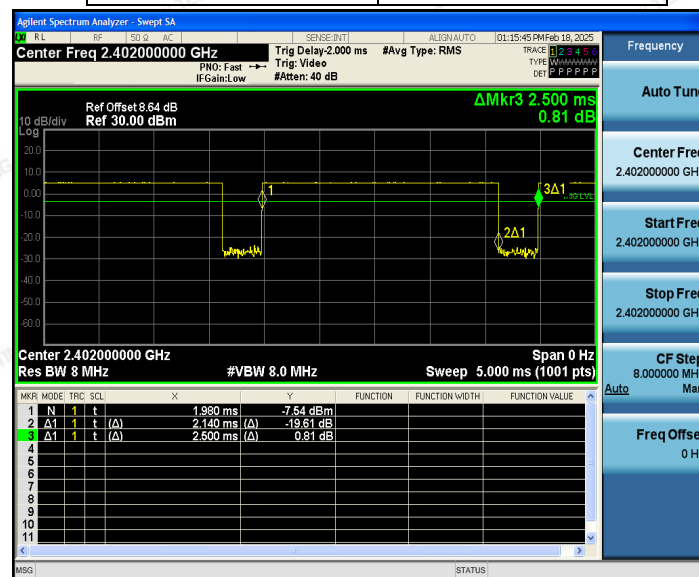 Agilent Spectrum Analyzer - Swept SA
LXI RL RF 50 Ω AC SENSE:INT ALIGNAUTO 01:15:45 PM Feb 18, 2025
Center Freq 2.402000000 GHz
PNO: Fast
IFGain:Low
Trig Delay-2.000 ms
Trig: Video
#Atten: 40 dB
#Avg Type: RMS
TRACE 1 2 3 4 5 6
TYPE W
DET P P P P P P
Ref Offset 8.64 dB
Ref 30.00 dBm
10 dB/div
Log
ΔMkr3 2.500 ms
0.81 dB
20.0
10.0
0.00
-10.0
-20.0
-30.0
-40.0
-50.0
-60.0
1
2Δ1
3Δ1
Center 2.402000000 GHz
Span 0 Hz
Res BW 8 MHz
#VBW 8.0 MHz
Sweep 5.000 ms (1001 pts)
MKR MODE TRC SCL X Y FUNCTION FUNCTION WIDTH FUNCTION VALUE
1 N 1 t 1.980 ms -7.54 dBm
2 Δ1 1 t (Δ) 2.140 ms (Δ) -19.61 dB
3 Δ1 1 t (Δ) 2.500 ms (Δ) 0.81 dB
4
5
6
7
8
9
10
11
MSG
STATUS
Frequency
Auto Tun
Center Fre
2.402000000 GH
Start Fre
2.402000000 GH
Stop Fre
2.402000000 GH
CF Step
8.000000 MH
Auto Ma
Freq Offse
0 H